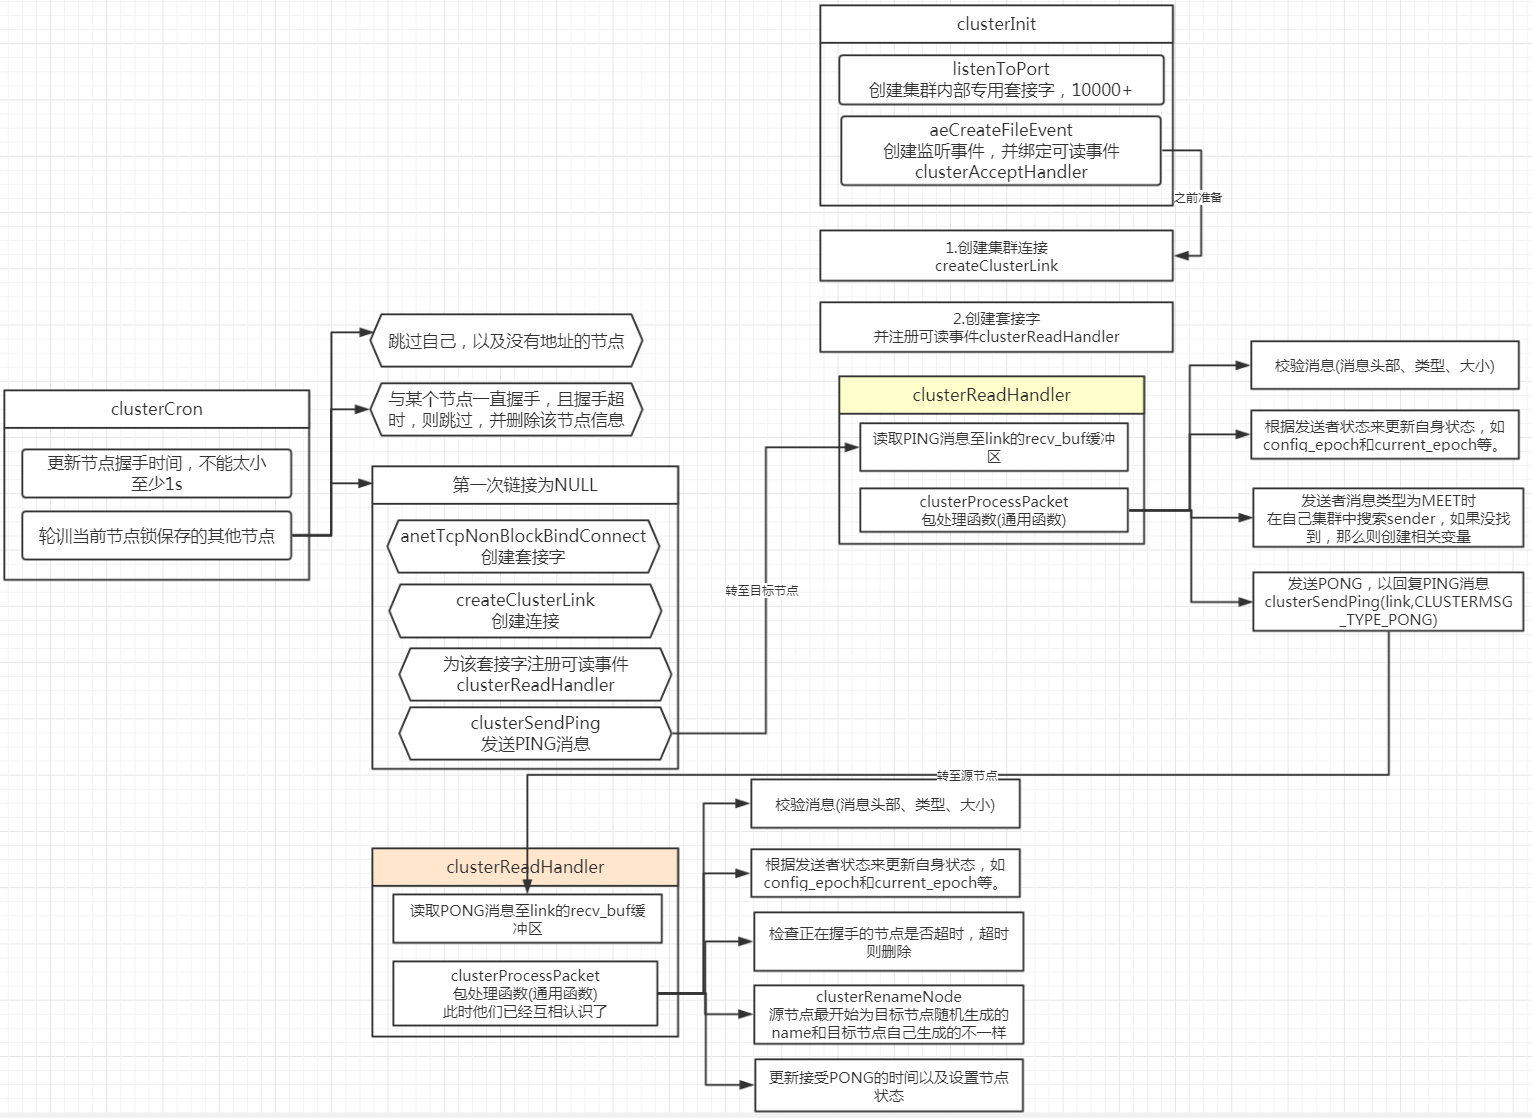 clusterInit
listenToPort
创建集群内部专用套接字，10000+
aeCreateFileEvent
创建监听事件，并绑定可读事件
clusterAcceptHandler
之前准备
1.创建集群连接
createClusterLink
2.创建套接字
并注册可读事件clusterReadHandler
跳过自己，以及没有地址的节点
与某个节点一直握手，且握手超
时，则跳过，并删除该节点信息
clusterCron
更新节点握手时间，不能太小
至少1s
轮训当前节点锁保存的其他节点
第一次链接为NULL
anetTcpNonBlockBindConnect
创建套接字
createClusterLink
创建连接
为该套接字注册可读事件
clusterReadHandler
clusterSendPing
发送PING消息
转至目标节点
clusterReadHandler
读取PING消息至link的recv_buf缓冲
区
clusterProcessPacket
包处理函数(通用函数)
校验消息(消息头部、类型、大小)
根据发送者状态来更新自身状态，如
config_epoch和current_epoch等。
发送者消息类型为MEET时
在自己集群中搜索sender，如果没找
到，那么则创建相关变量
发送PONG，以回复PING消息
clusterSendPing(link,CLUSTERMSG
_TYPE_PONG)
转至源节点
clusterReadHandler
读取PONG消息至link的recv_buf缓
冲区
clusterProcessPacket
包处理函数(通用函数)
此时他们已经互相认识了
校验消息(消息头部、类型、大小)
根据发送者状态来更新自身状态，如
config_epoch和current_epoch等。
检查正在握手的节点是否超时，超时
则删除
clusterRenameNode
源节点最开始为目标节点随机生成的
name和目标节点自己生成的不一样
更新接受PONG的时间以及设置节点
状态